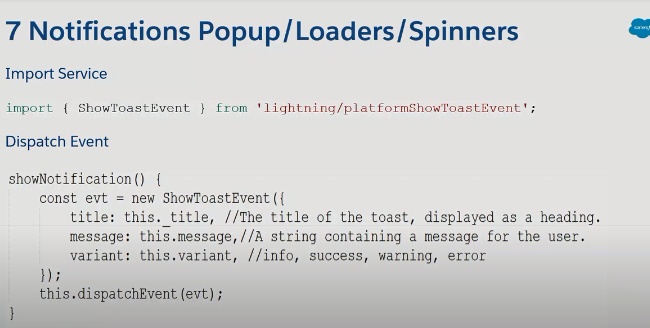 7 Notifications Popup/Loaders/Spinners
Import Service
import { ShowToastEvent } from 'lightning/platformShowToastEvent';
Dispatch Event
showNotification() {
const evt = new ShowToastEvent({
title: this._title, //The title of the toast, displayed as a heading.
message: this.message,//A string containing a message for the user.
variant: this.variant, //info, success, warning, error
});
this.dispatchEvent(evt);
}